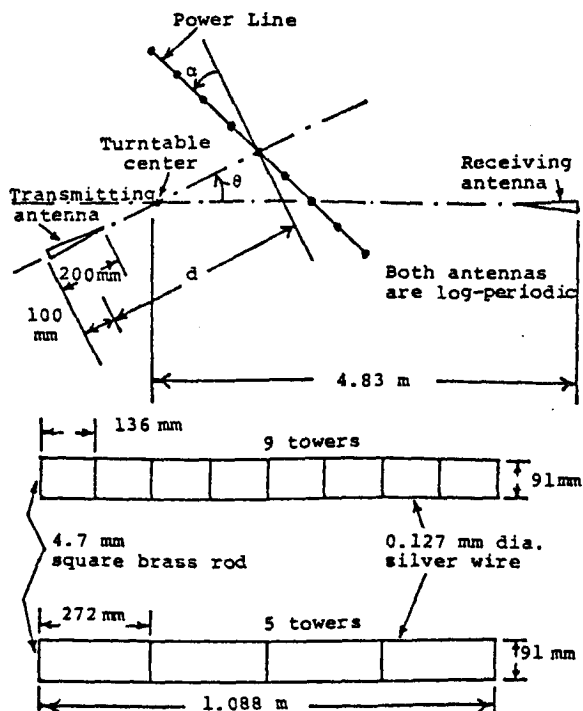 Power Line
α
Turntable
center
θ
Receiving
antenna
Transmitting
antenna
200mm
d
100
mm
Both antennas
are log-periodic
4.83 m
136 mm
9 towers
91mm
4.7 mm
square brass rod
0.127 mm dia.
silver wire
272 mm
5 towers
91 mm
1.088 m